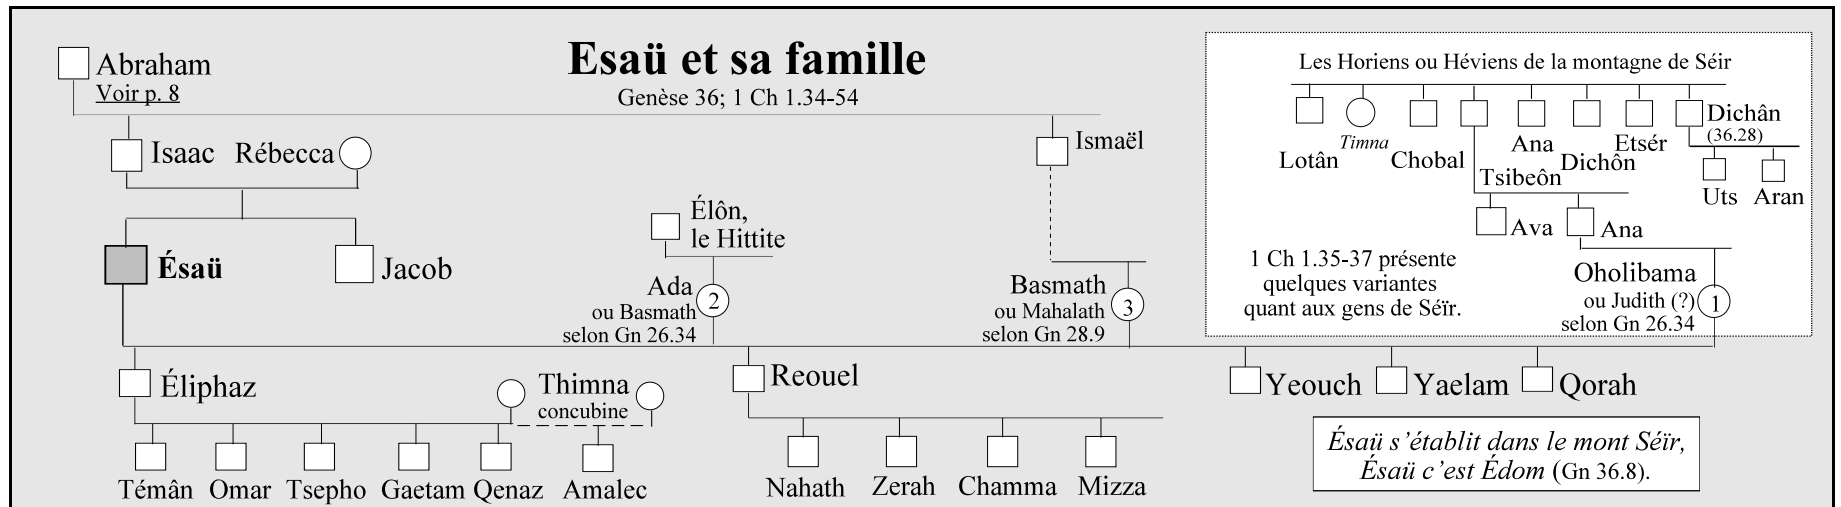 Esaü et sa famille
Genèse 36; 1 Ch 1.34-54
Abraham
Voir p. 8
Isaac
Rébecca
Ismaël
Ésaü
Jacob
Élôn,
le Hittite
Ada
ou Basmath
selon Gn 26.34
2
Basmath
ou Mahalath
selon Gn 28.9
3
Les Horiens ou Héviens de la montagne de Séir
Lotân
Timna
Chobal
Tsibeôn
Ana
Dichôn
Etsér
Dichân
(36.28)
Uts
Aran
Ava
Ana
1 Ch 1.35-37 présente
quelques variantes
quant aux gens de Séïr.
Oholibama
ou Judith (?)
selon Gn 26.34
1
Éliphaz
Thimna
concubine
Reouel
Yeouch
Yaelam
Qorah
Témân
Omar
Tsepho
Gaetam
Qenaz
Amalec
Nahath
Zerah
Chamma
Mizza
Ésaü s’établit dans le mont Séïr,
Ésaü c’est Édom (Gn 36.8).